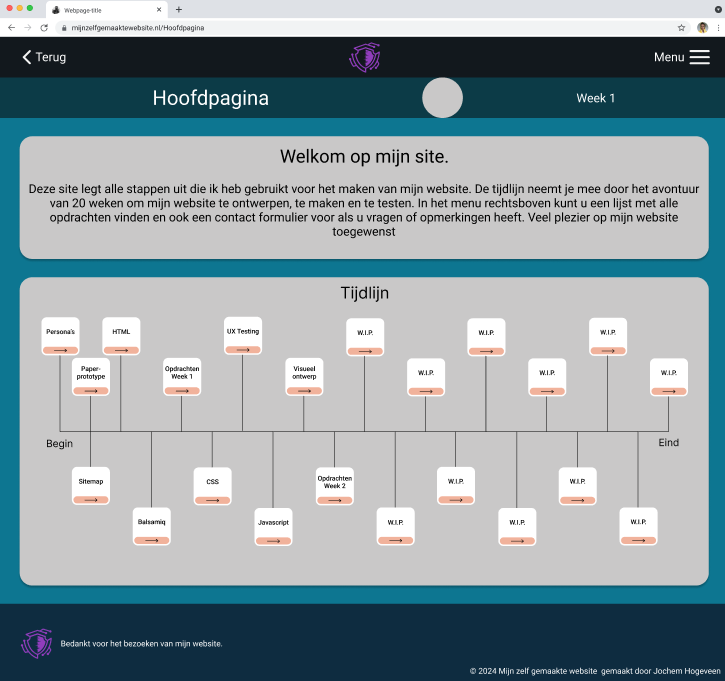 Webpage-title
mijnzelfgemaaktewebsite.nl/Hoofdpagina
Terug
Menu
Hoofdpagina
Week 1
Welkom op mijn site.
Deze site legt alle stappen uit die ik heb gebruikt voor het maken van mijn website. De tijdlijn neemt je mee door het avontuur
van 20 weken om mijn website te ontwerpen, te maken en te testen. In het menu rechtsboven kunt u een lijst met alle
opdrachten vinden en ook een contact formulier voor als u vragen of opmerkingen heeft. Veel plezier op mijn website
toegewenst
Tijdlijn
Persona's
HTML
UX Testing
W.I.P.
W.I.P.
W.I.P.
Paper-
prototype
Opdrachten
Week 1
Visueel
ontwerp
W.I.P.
W.I.P.
W.I.P.
Begin
Eind
Sitemap
CSS
Opdrachten
Week 2
W.I.P.
W.I.P.
Balsamiq
Javascript
W.I.P.
W.I.P.
W.I.P.
Bedankt voor het bezoeken van mijn website.
© 2024 Mijn zelf gemaakte website gemaakt door Jochem Hogeveen